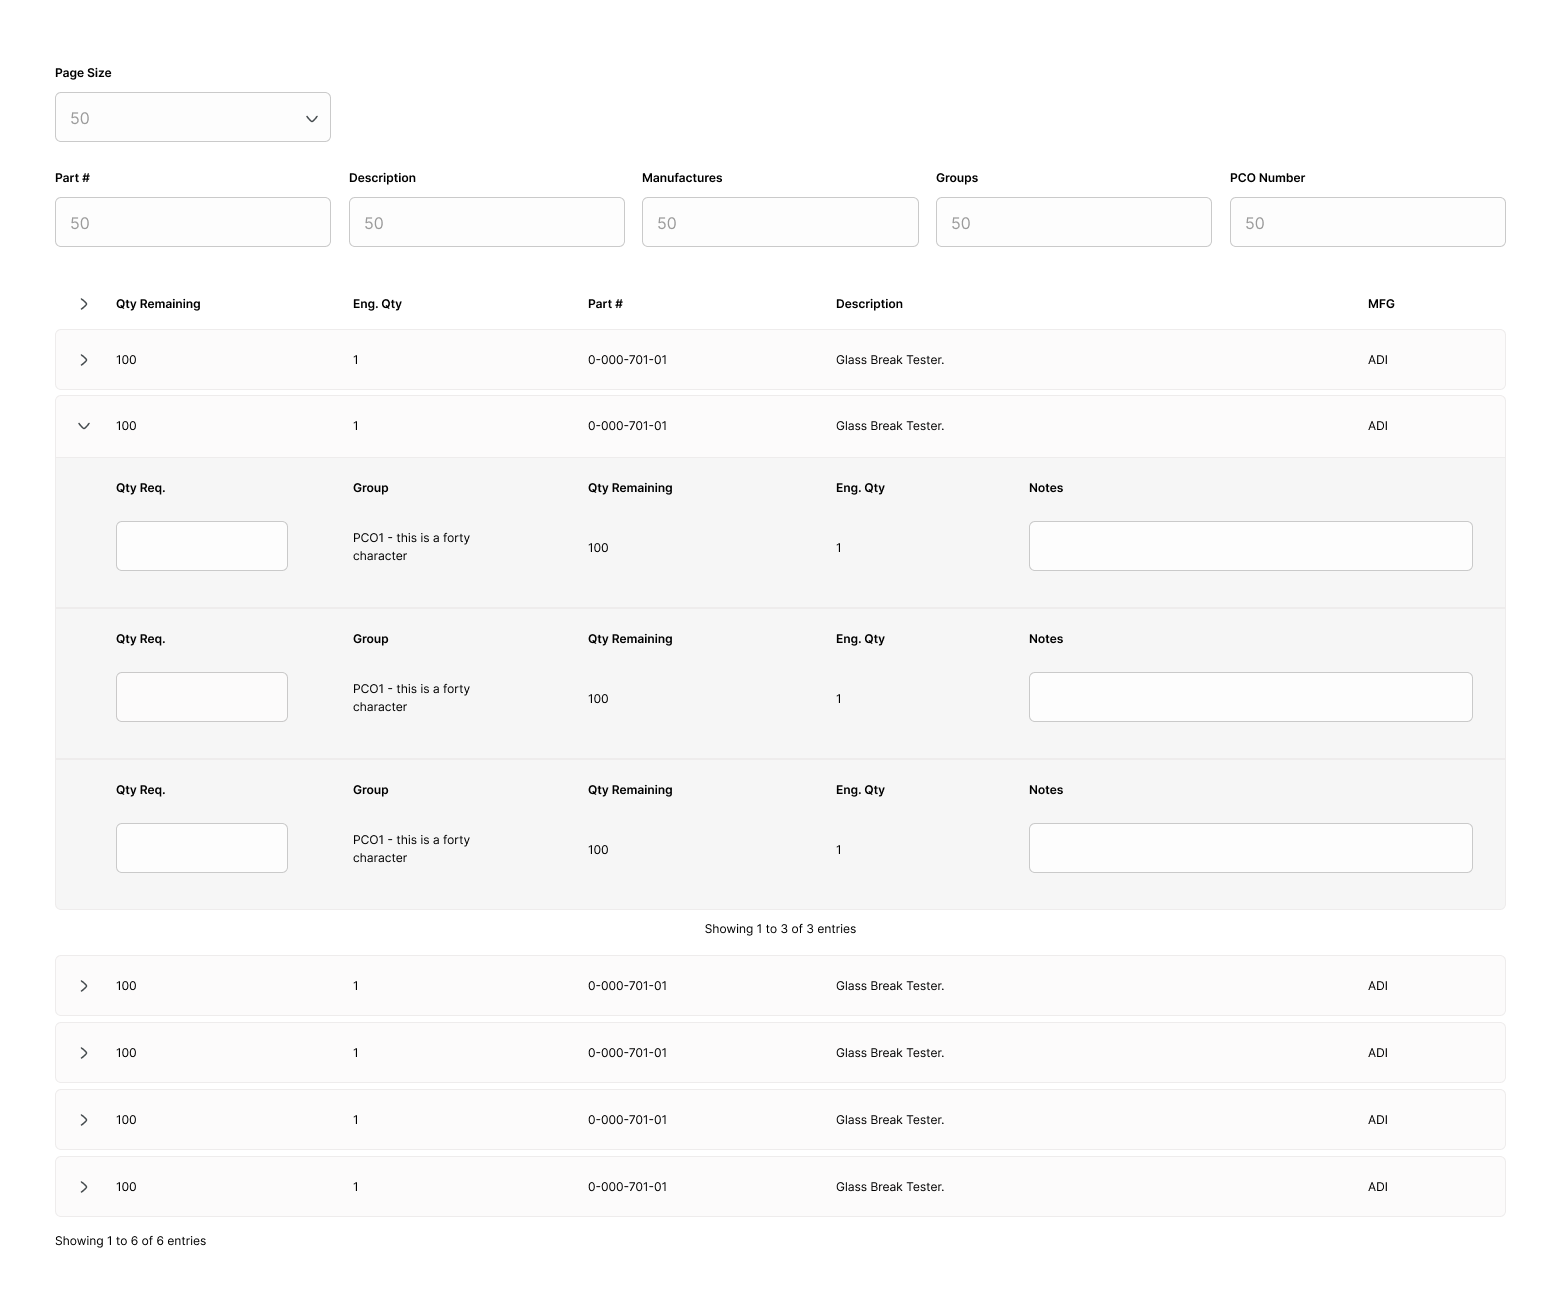 Page Size
50
Part # Description Manufactures Groups PCO Number
50 50 50 50 50
Qty Remaining Eng. Qty Part # Description MFG
100 1 0-000-701-01 Glass Break Tester. ADI
100 1 0-000-701-01 Glass Break Tester. ADI
Qty Req. Group Qty Remaining Eng. Qty Notes
PCO1 - this is a forty
character
100 1
Qty Req. Group Qty Remaining Eng. Qty Notes
PCO1 - this is a forty
character
100 1
Qty Req. Group Qty Remaining Eng. Qty Notes
PCO1 - this is a forty
character
100 1
Showing 1 to 3 of 3 entries
100 1 0-000-701-01 Glass Break Tester. ADI
100 1 0-000-701-01 Glass Break Tester. ADI
100 1 0-000-701-01 Glass Break Tester. ADI
100 1 0-000-701-01 Glass Break Tester. ADI
Showing 1 to 6 of 6 entries